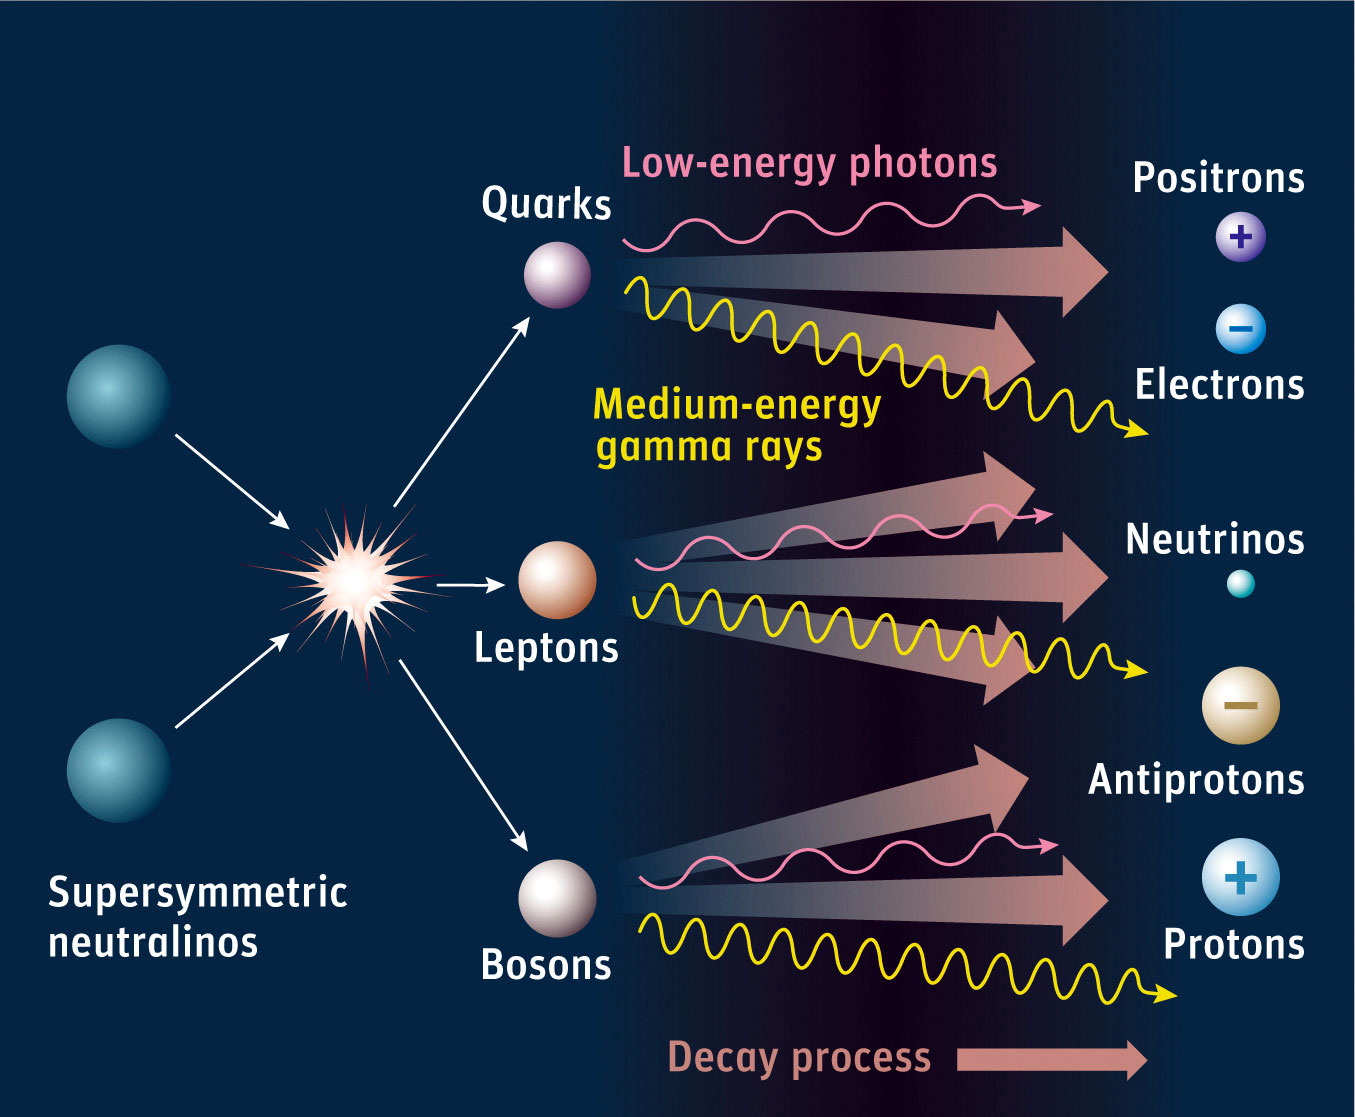 Low-energy photons
Positrons
Quarks
+
−
Electrons
Medium-energy
gamma rays
Neutrinos
Leptons
−
Antiprotons
Supersymmetric
neutralinos
+
Protons
Bosons
Decay process